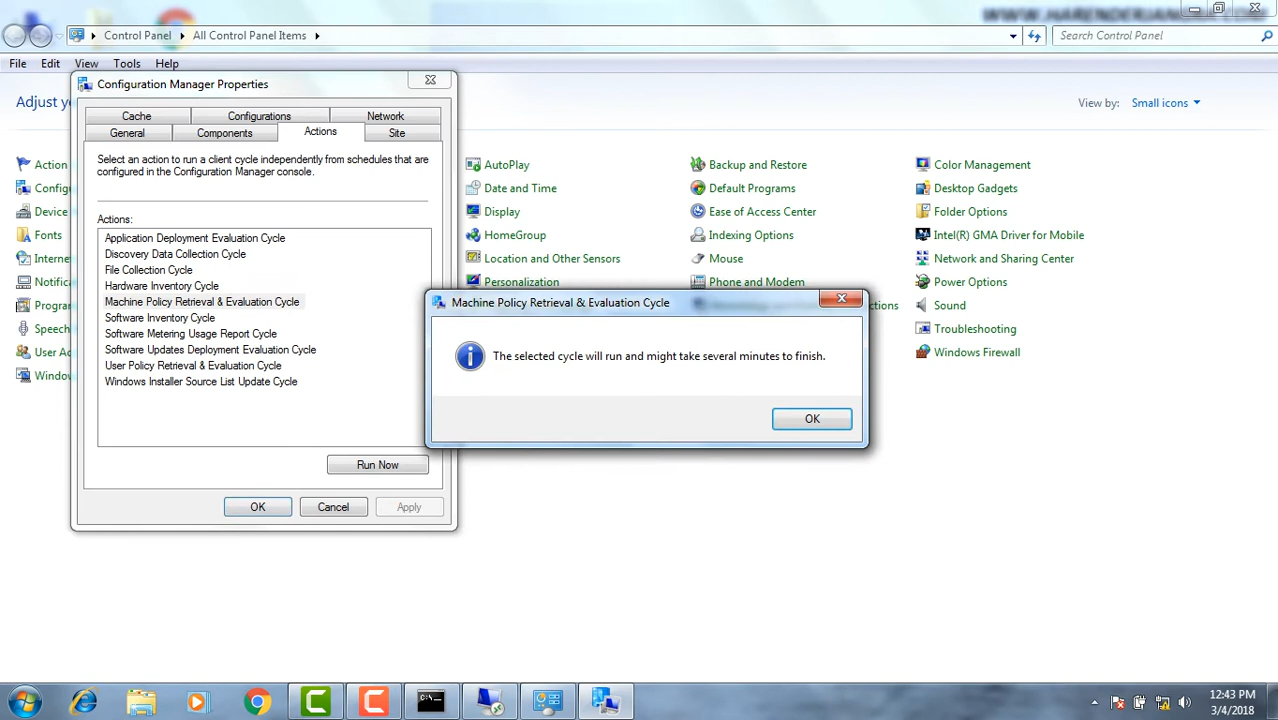 WWW.HARENDERJANGIR.COM
Control Panel
All Control Panel Items
Search Control Panel
File Edit View Tools Help
Adjust
View by: Small icons
Configuration Manager Properties
Cache Configurations Network
General Components Actions Site
Select an action to run a client cycle independently from schedules that are
configured in the Configuration Manager console.
Actions:
Application Deployment Evaluation Cycle
Discovery Data Collection Cycle
File Collection Cycle
Hardware Inventory Cycle
Machine Policy Retrieval & Evaluation Cycle
Software Inventory Cycle
Software Metering Usage Report Cycle
Software Updates Deployment Evaluation Cycle
User Policy Retrieval & Evaluation Cycle
Windows Installer Source List Update Cycle
Run Now
OK Cancel Apply
Action
Config
Device
Fonts
Interne
Notific
Program
Speech
User Ac
Window
AutoPlay
Date and Time
Display
HomeGroup
Location and Other Sensors
Personalization
Backup and Restore
Default Programs
Ease of Access Center
Indexing Options
Mouse
Phone and Modem
Color Management
Desktop Gadgets
Folder Options
Intel(R) GMA Driver for Mobile
Network and Sharing Center
Power Options
Sound
Troubleshooting
Windows Firewall
Machine Policy Retrieval & Evaluation Cycle
The selected cycle will run and might take several minutes to finish.
OK
12:43 PM
3/4/2018